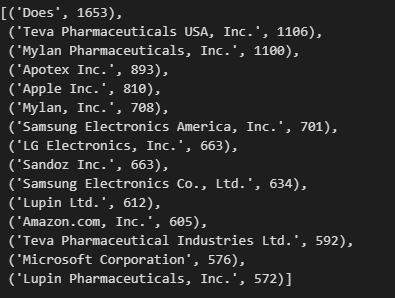 [('Does', 1653),
('Teva Pharmaceuticals USA, Inc.', 1106),
('Mylan Pharmaceuticals, Inc.', 1100),
('Apotex Inc.', 893),
('Apple Inc.', 810),
('Mylan, Inc.', 708),
('Samsung Electronics America, Inc.', 701),
('LG Electronics, Inc.', 663),
('Sandoz Inc.', 663),
('Samsung Electronics Co., Ltd.', 634),
('Lupin Ltd.', 612),
('Amazon.com, Inc.', 605),
('Teva Pharmaceutical Industries Ltd.', 592),
('Microsoft Corporation', 576),
('Lupin Pharmaceuticals, Inc.', 572)]